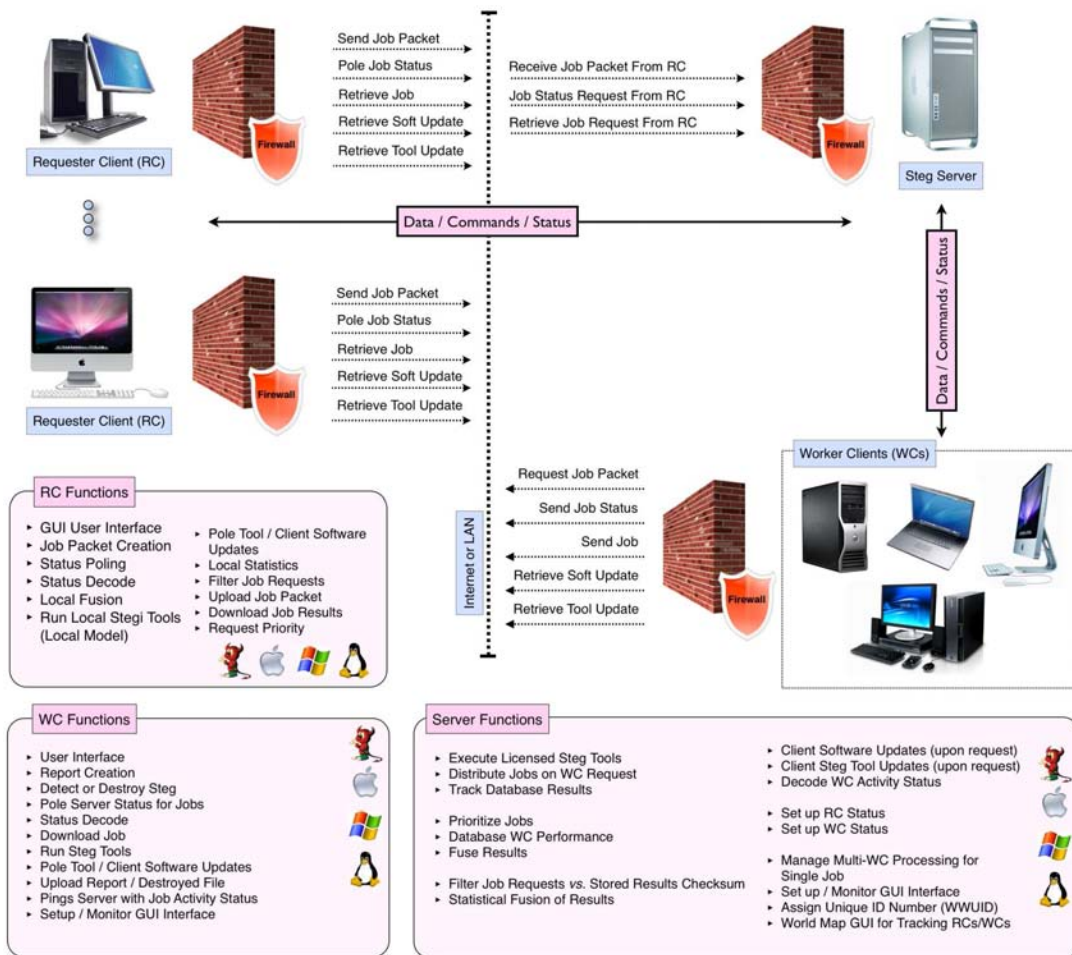 Send Job Packet
Pole Job Status
Retrieve Job
Retrieve Soft Update
Retrieve Tool Update
Firewall
Requester Client (RC)
Receive Job Packet From RC
Job Status Request From RC
Retrieve Job Request From RC
Firewall
Steg Server
Data / Commands / Status
Data / Commands / Status
Send Job Packet
Pole Job Status
Retrieve Job
Retrieve Soft Update
Retrieve Tool Update
Firewall
Requester Client (RC)
Worker Clients (WCs)
Request Job Packet
Send Job Status
Send Job
Retrieve Soft Update
Retrieve Tool Update
Firewall
Internet or LAN
RC Functions
GUI User Interface
Job Packet Creation
Status Poling
Status Decode
Local Fusion
Run Local Stegi Tools
(Local Model)
Pole Tool / Client Software
Updates
Local Statistics
Filter Job Requests
Upload Job Packet
Download Job Results
Request Priority
WC Functions
User Interface
Report Creation
Detect or Destroy Steg
Pole Server Status for Jobs
Status Decode
Download Job
Run Steg Tools
Pole Tool / Client Software Updates
Upload Report / Destroyed File
Pings Server with Job Activity Status
Setup / Monitor GUI Interface
Server Functions
Execute Licensed Steg Tools
Distribute Jobs on WC Request
Track Database Results
Prioritize Jobs
Database WC Performance
Fuse Results
Filter Job Requests vs. Stored Results Checksum
Statistical Fusion of Results
Client Software Updates (upon request)
Client Steg Tool Updates (upon request)
Decode WC Activity Status
Set up RC Status
Set up WC Status
Manage Multi-WC Processing for
Single Job
Set up / Monitor GUI Interface
Assign Unique ID Number (WWUID)
World Map GUI for Tracking RCs/WCs